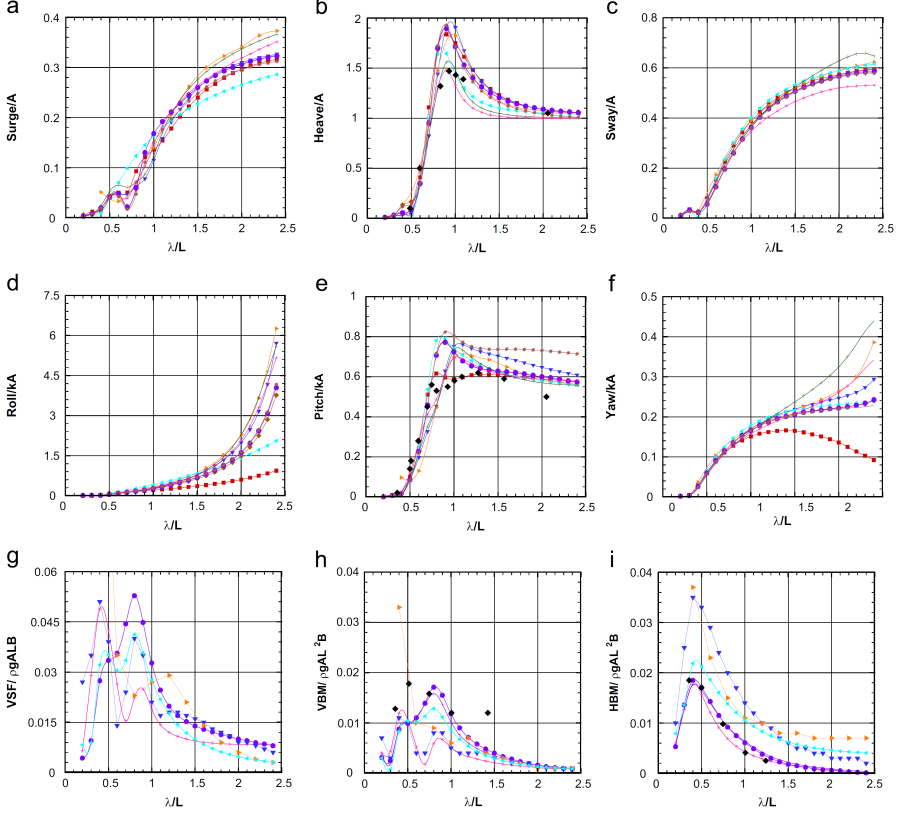 a
0.4
0.3
0.2
0.1
0
Surge/A
0 0.5 1 1.5 2 2.5
λ/L
b
2
1.5
1
0.5
0
Heave/A
0 0.5 1 1.5 2 2.5
λ/L
c
0.8
0.6
0.4
0.2
0
Sway/A
0 0.5 1 1.5 2 2.5
λ/L
d
7.5
6
4.5
3
1.5
0
Roll/kA
0 0.5 1 1.5 2 2.5
λ/L
e
1
0.8
0.6
0.4
0.2
0
Pitch/kA
0 0.5 1 1.5 2 2.5
λ/L
f
0.5
0.4
0.3
0.2
0.1
0
Yaw/kA
0 0.5 1 1.5 2
λ/L
g
0.06
0.045
0.03
0.015
0
VSF/ ρgALB
0 0.5 1 1.5 2 2.5
λ/L
h
0.04
0.03
0.02
0.01
0
VBM/ ρgAL ²B
0 0.5 1 1.5 2 2.5
λ/L
i
0.04
0.03
0.02
0.01
0
HBM/ ρgAL ²B
0 0.5 1 1.5 2 2.5
λ/L